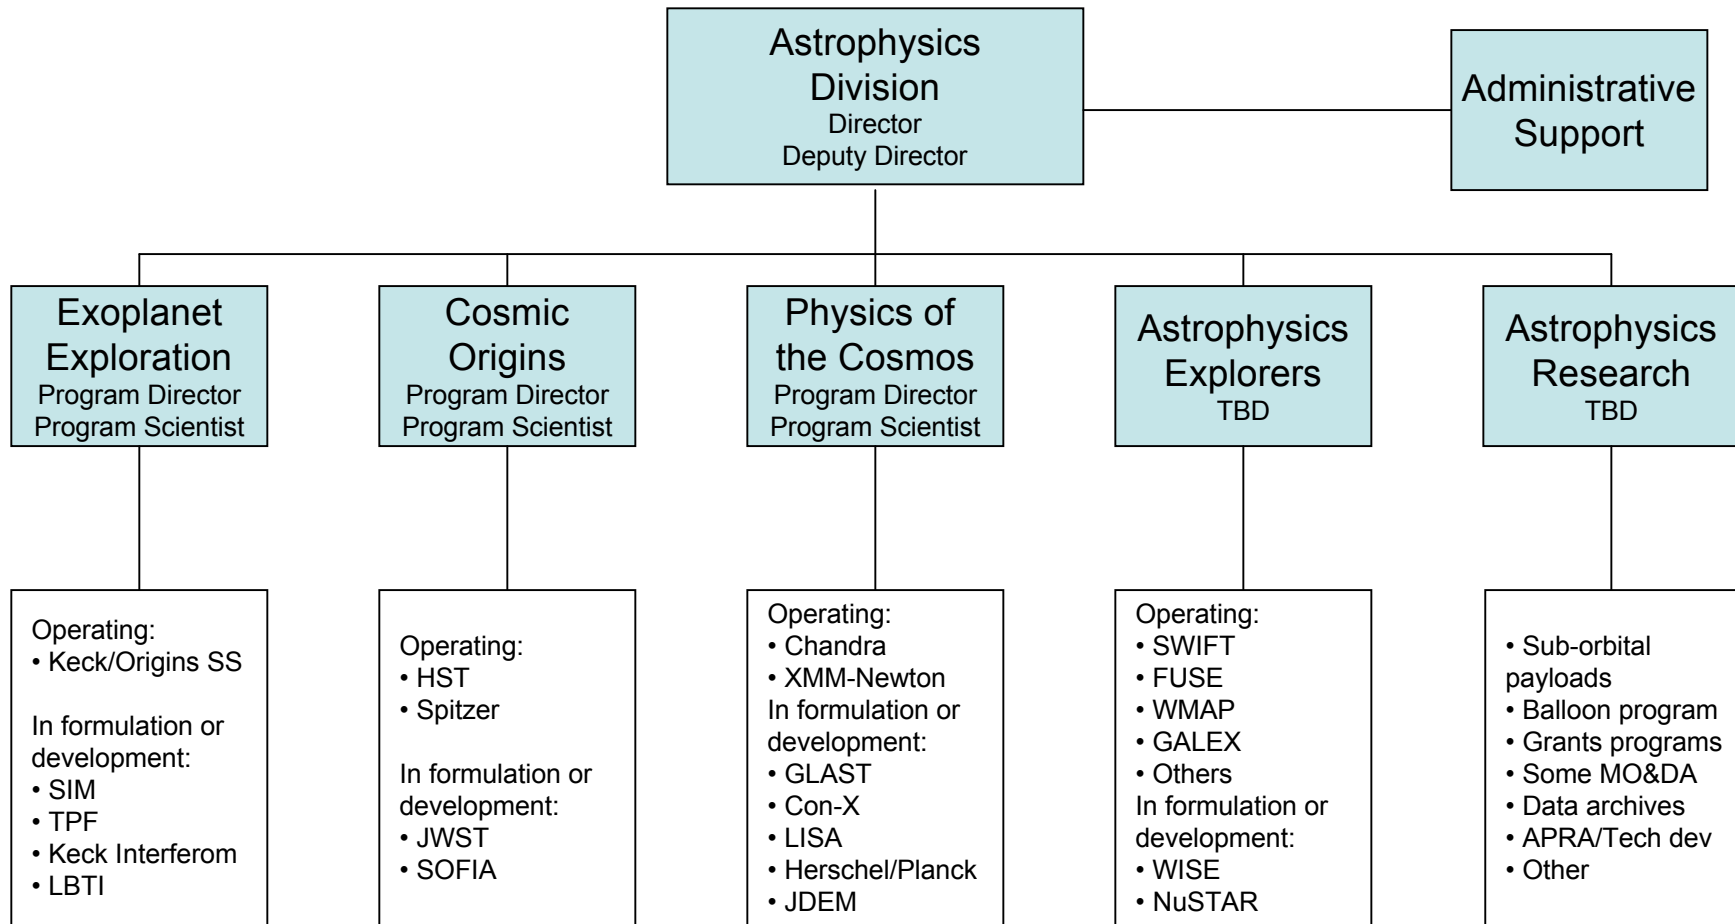 Astrophysics
Division
Director
Deputy Director
Administrative
Support
Exoplanet
Exploration
Program Director
Program Scientist
Cosmic
Origins
Program Director
Program Scientist
Physics of
the Cosmos
Program Director
Program Scientist
Astrophysics
Explorers
TBD
Astrophysics
Research
TBD
Operating:
• Keck/Origins SS
In formulation or
development:
• SIM
• TPF
• Keck Interferom
• LBTI
Operating:
• HST
• Spitzer
In formulation or
development:
• JWST
• SOFIA
Operating:
• Chandra
• XMM-Newton
In formulation or
development:
• GLAST
• Con-X
• LISA
• Herschel/Planck
• JDEM
Operating:
• SWIFT
• FUSE
• WMAP
• GALEX
• Others
In formulation or
development:
• WISE
• NuSTAR
• Sub-orbital
payloads
• Balloon program
• Grants programs
• Some MO&DA
• Data archives
• APRA/Tech dev
• Other